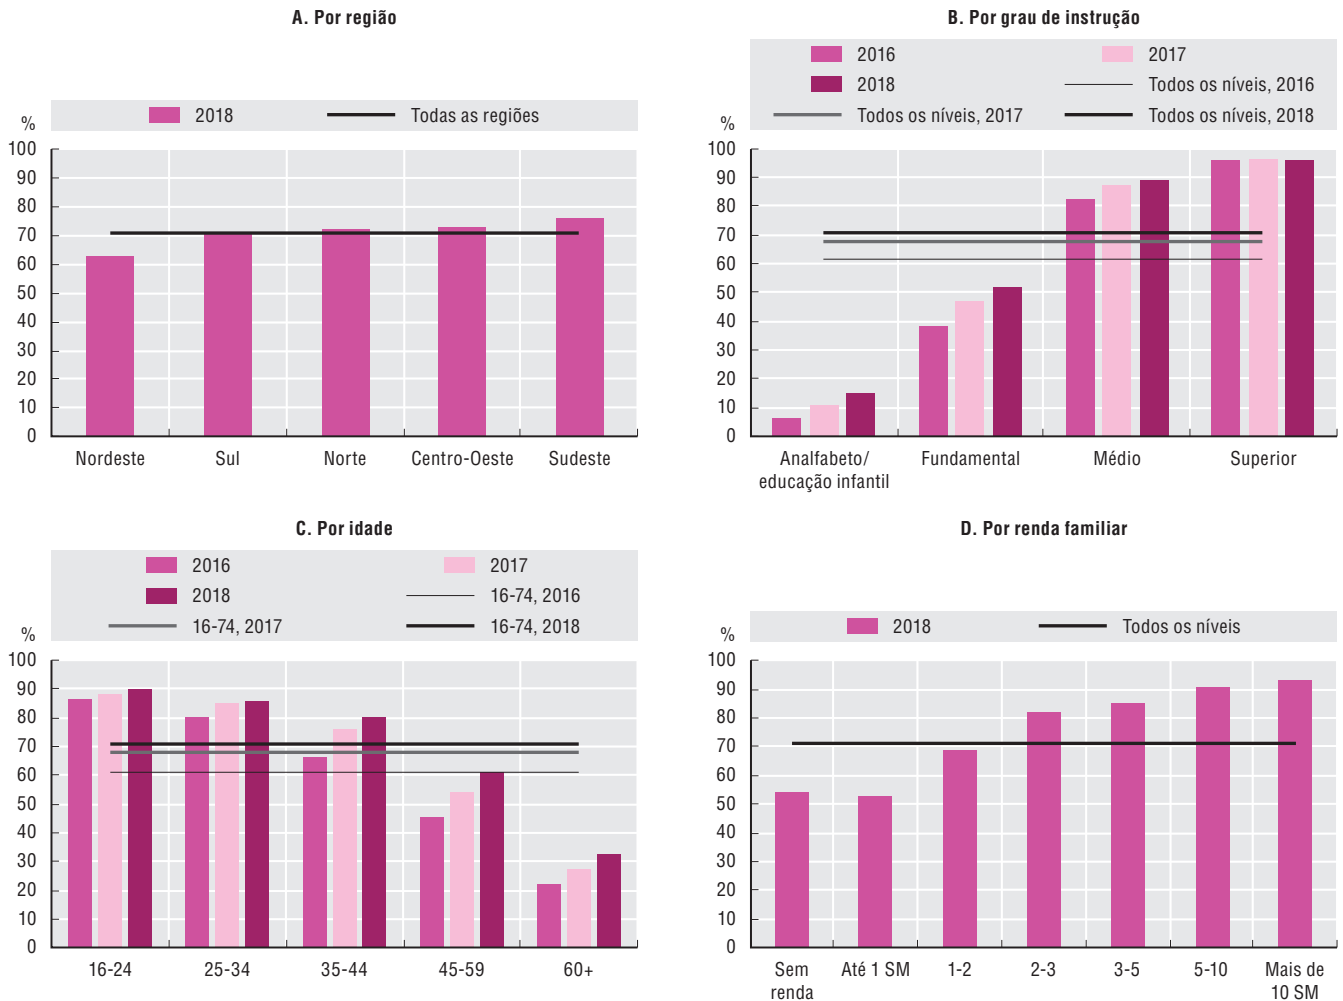 A. Por região
2018
Todas as regiões
%
100
90
80
70
60
50
40
30
20
10
0
Nordeste
Sul
Norte
Centro-Oeste
Sudeste
B. Por grau de instrução
2016
2017
2018
Todos os níveis, 2016
Todos os níveis, 2017
Todos os níveis, 2018
%
100
90
80
70
60
50
40
30
20
10
0
Analfabeto/
educação infantil
Fundamental
Médio
Superior
C. Por idade
2016
2017
2018
16-74, 2016
16-74, 2017
16-74, 2018
%
100
90
80
70
60
50
40
30
20
10
0
16-24
25-34
35-44
45-59
60+
D. Por renda familiar
2018
Todos os níveis
%
100
90
80
70
60
50
40
30
20
10
0
Sem
renda
Até 1 SM
1-2
2-3
3-5
5-10
Mais de
10 SM